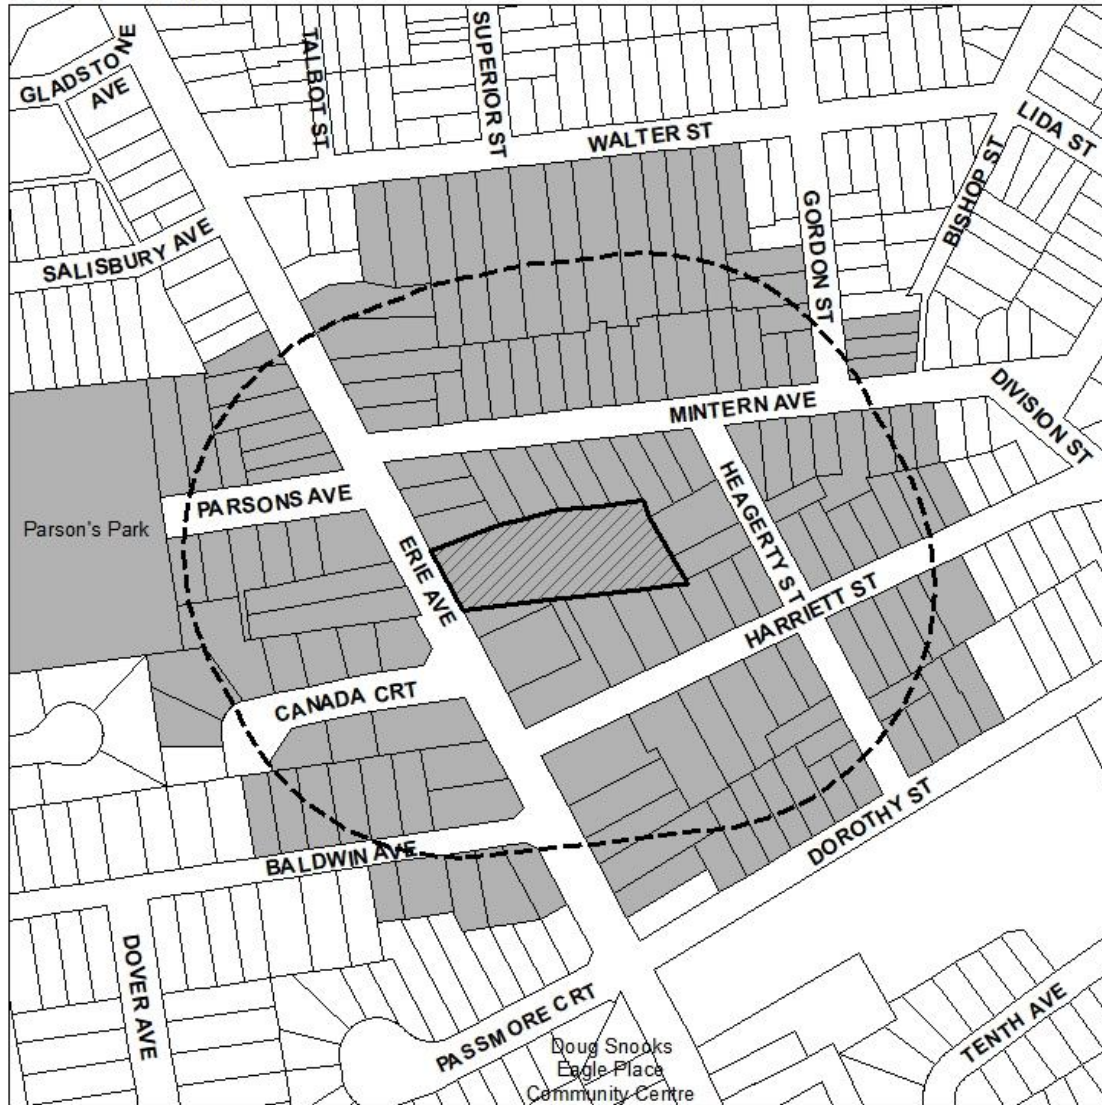 GLADSTONE
AVE
TALBOT ST
SUPERIOR ST
WALTER ST
LIDA ST
BISHOP ST
GORDON ST
SALISBURY AVE
MINTERN AVE
DIVISION ST
PARSONS AVE
HEAGERTY ST
Parson's Park
ERIE AVE
HARRIETT ST
CANADA CRT
DOROTHY ST
BALDWIN AVE
DOVER AVE
PASSMORE CRT
TENTH AVE
Doug Snooks
Eagle Place
Community Centre